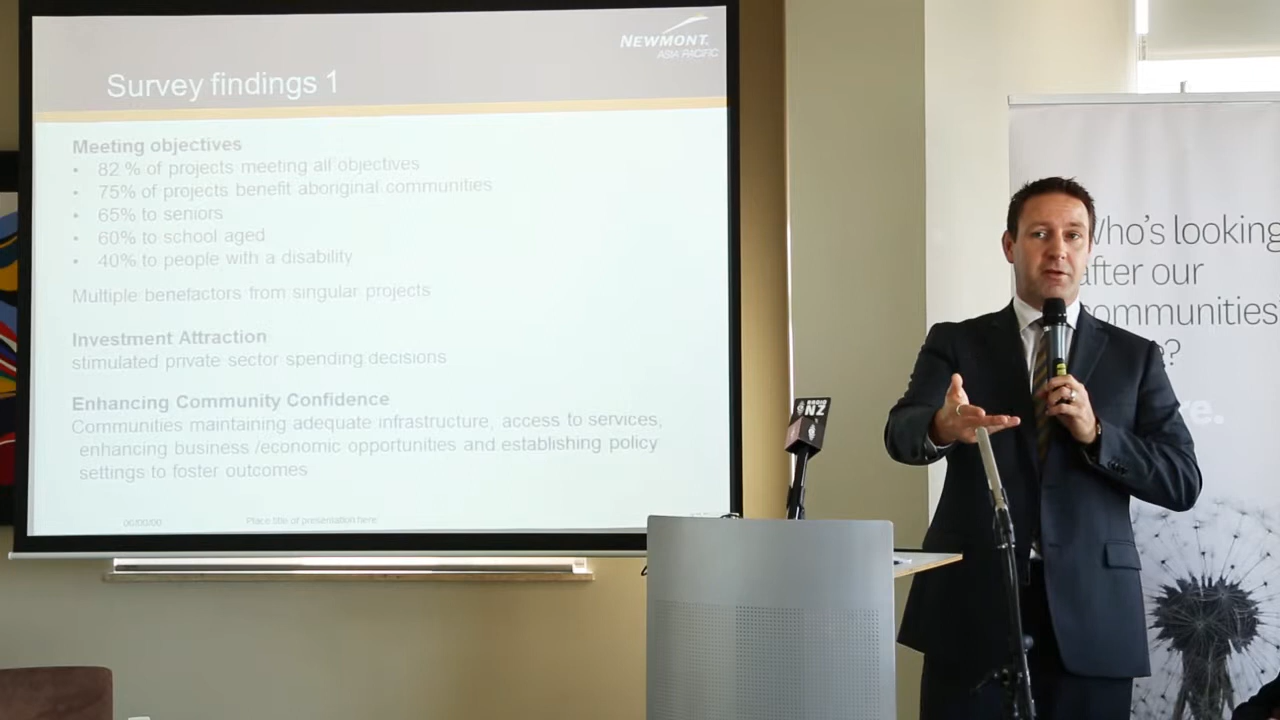 NEWMONT.
ASIA PACIFIC
Survey findings 1
Meeting objectives
• 82 % of projects meeting all objectives
• 75% of projects benefit aboriginal communities
• 65% to seniors
• 60% to school aged
• 40% to people with a disability
Multiple benefactors from singular projects
Investment Attraction
stimulated private sector spending decisions
Enhancing Community Confidence
Communities maintaining adequate infrastructure, access to services,
enhancing business /economic opportunities and establishing policy
settings to foster outcomes
00/00/00 Place title of presentation here
RADIO
NZ
Who's looking
after our
communities
?
re.